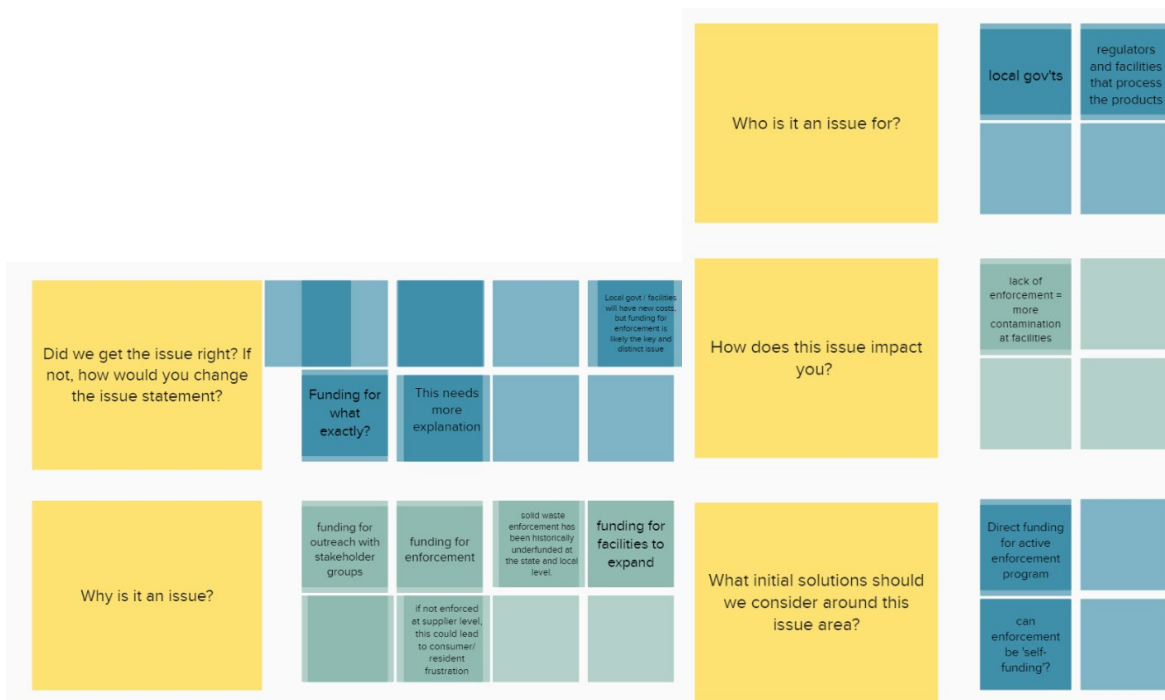 Who is it an issue for?
local gov'ts
regulators
and facilities
that process
the products
How does this issue impact
you?
lack of
enforcement =
more
contamination
at facilities
Did we get the issue right? If
not, how would you change
the issue statement?
Local govt / facilities
will have new costs,
but funding for
enforcement is
likely the key and
distinct issue
Funding for
what
exactly?
This needs
more
explanation
Why is it an issue?
funding for
outreach with
stakeholder
groups
funding for
enforcement
solid waste
enforcement has
been historically
underfunded at
the state and local
level.
funding for
facilities to
expand
if not enforced
at supplier level,
this could lead
to consumer/
resident
frustration
What initial solutions should
we consider around this
issue area?
Direct funding
for active
enforcement
program
can
enforcement
be 'self-
funding'?